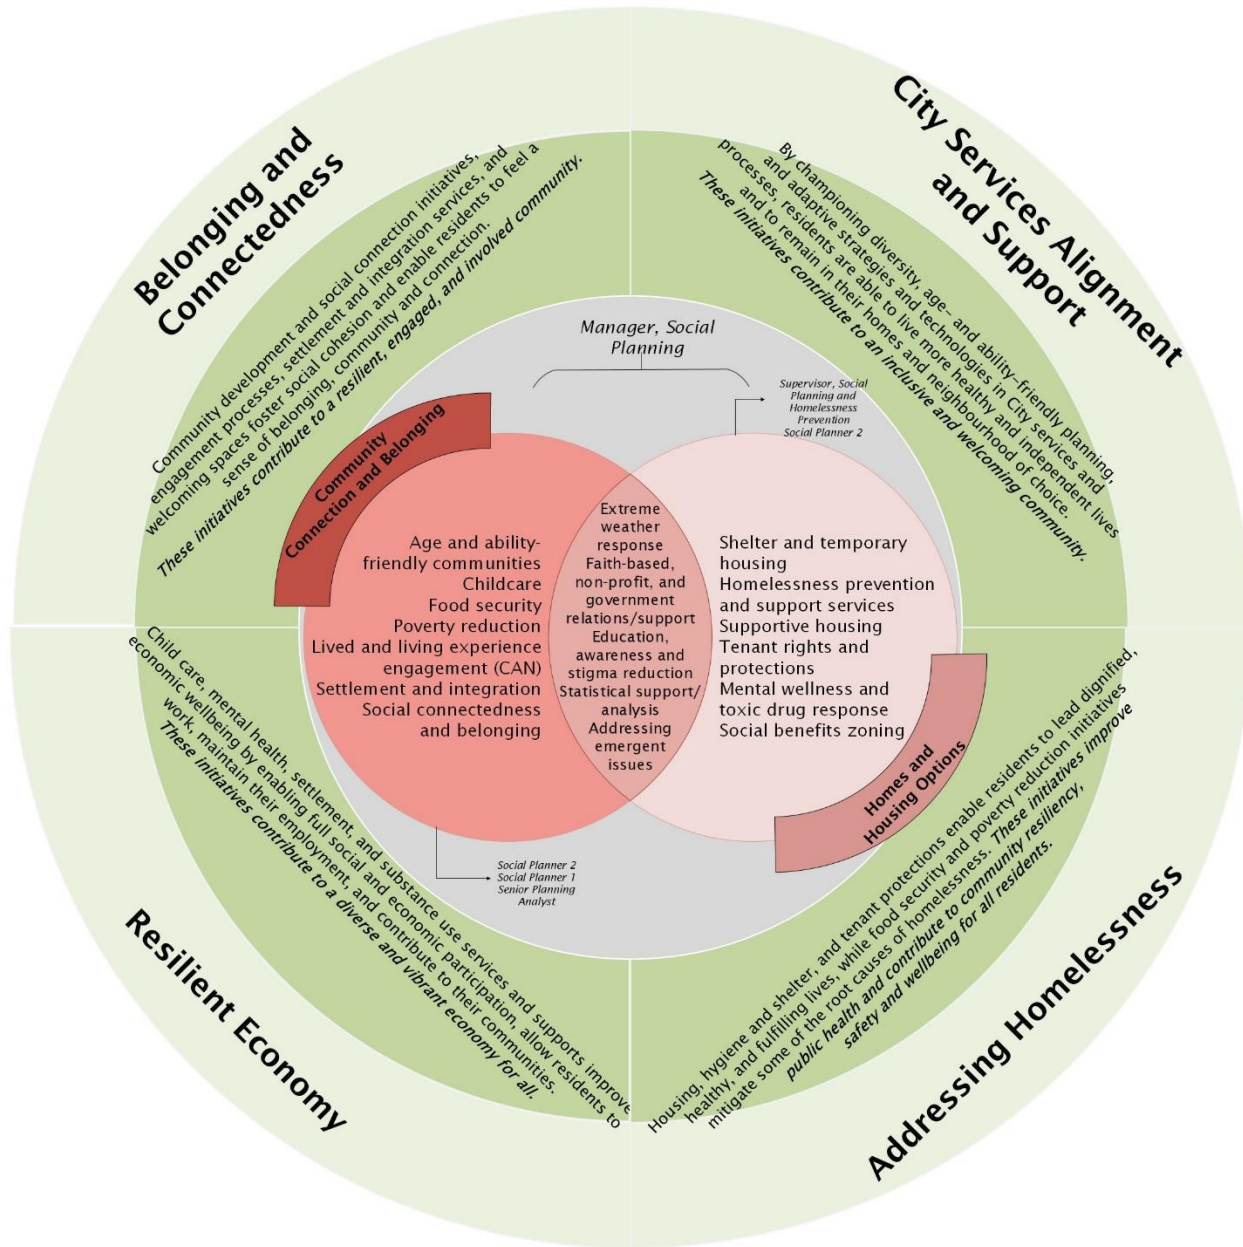 Belonging and
Connectedness
Community development and social connection initiatives,
engagement processes, settlement and integration services, and
welcoming spaces foster social cohesion and enable residents to feel a
sense of belonging, community and connection.
These initiatives contribute to a resilient, engaged, and involved community.
City Services Alignment
and Support
By championing diversity, age- and ability-friendly planning,
and adaptive strategies and technologies in City services and
processes, residents are able to live more healthy and independent lives
and to remain in their homes and neighbourhood of choice.
These initiatives contribute to an inclusive and welcoming community.
Manager, Social
Planning
Supervisor, Social
Planning and
Homelessness
Prevention
Social Planner 2
Community
Connection and Belonging
Age and ability-
friendly communities
Childcare
Food security
Poverty reduction
Lived and living experience
engagement (CAN)
Settlement and integration
Social connectedness
and belonging
Extreme
weather
response
Faith-based,
non-profit, and
government
relations/support
Education,
awareness and
stigma reduction
Statistical support/
analysis
Addressing
emergent
issues
Shelter and temporary
housing
Homelessness prevention
and support services
Supportive housing
Tenant rights and
protections
Mental wellness and
toxic drug response
Social benefits zoning
Homes and
Housing Options
Social Planner 2
Social Planner 1
Senior Planning
Analyst
Child care, mental health, settlement, and substance use services and supports improve
economic wellbeing by enabling full social and economic participation, allow residents to
work, maintain their employment, and contribute to their communities.
These initiatives contribute to a diverse and vibrant economy for all.
Resilient Economy
Housing, hygiene and shelter, and tenant protections enable residents to lead dignified,
healthy, and fulfilling lives, while food security and poverty reduction initiatives
mitigate some of the root causes of homelessness. These initiatives improve
public health and contribute to community resiliency,
safety and wellbeing for all residents.
Addressing Homelessness